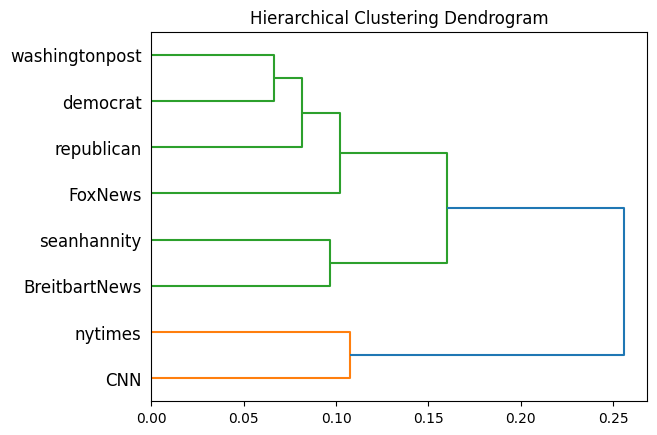 Hierarchical Clustering Dendrogram
washingtonpost
democrat
republican
FoxNews
seanhannity
BreitbartNews
nytimes
CNN
0.00 0.05 0.10 0.15 0.20 0.25